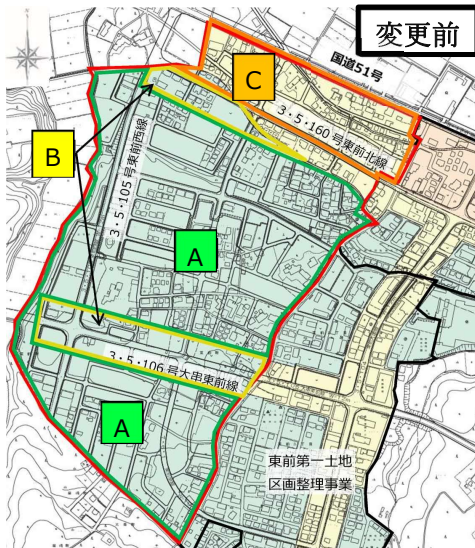 変更前
国道51号
C
3・5・160号東前北線
B
3・5・105号東前西線
A
3・5・106号大串東前線
A
東前第一土地
区画整理事業